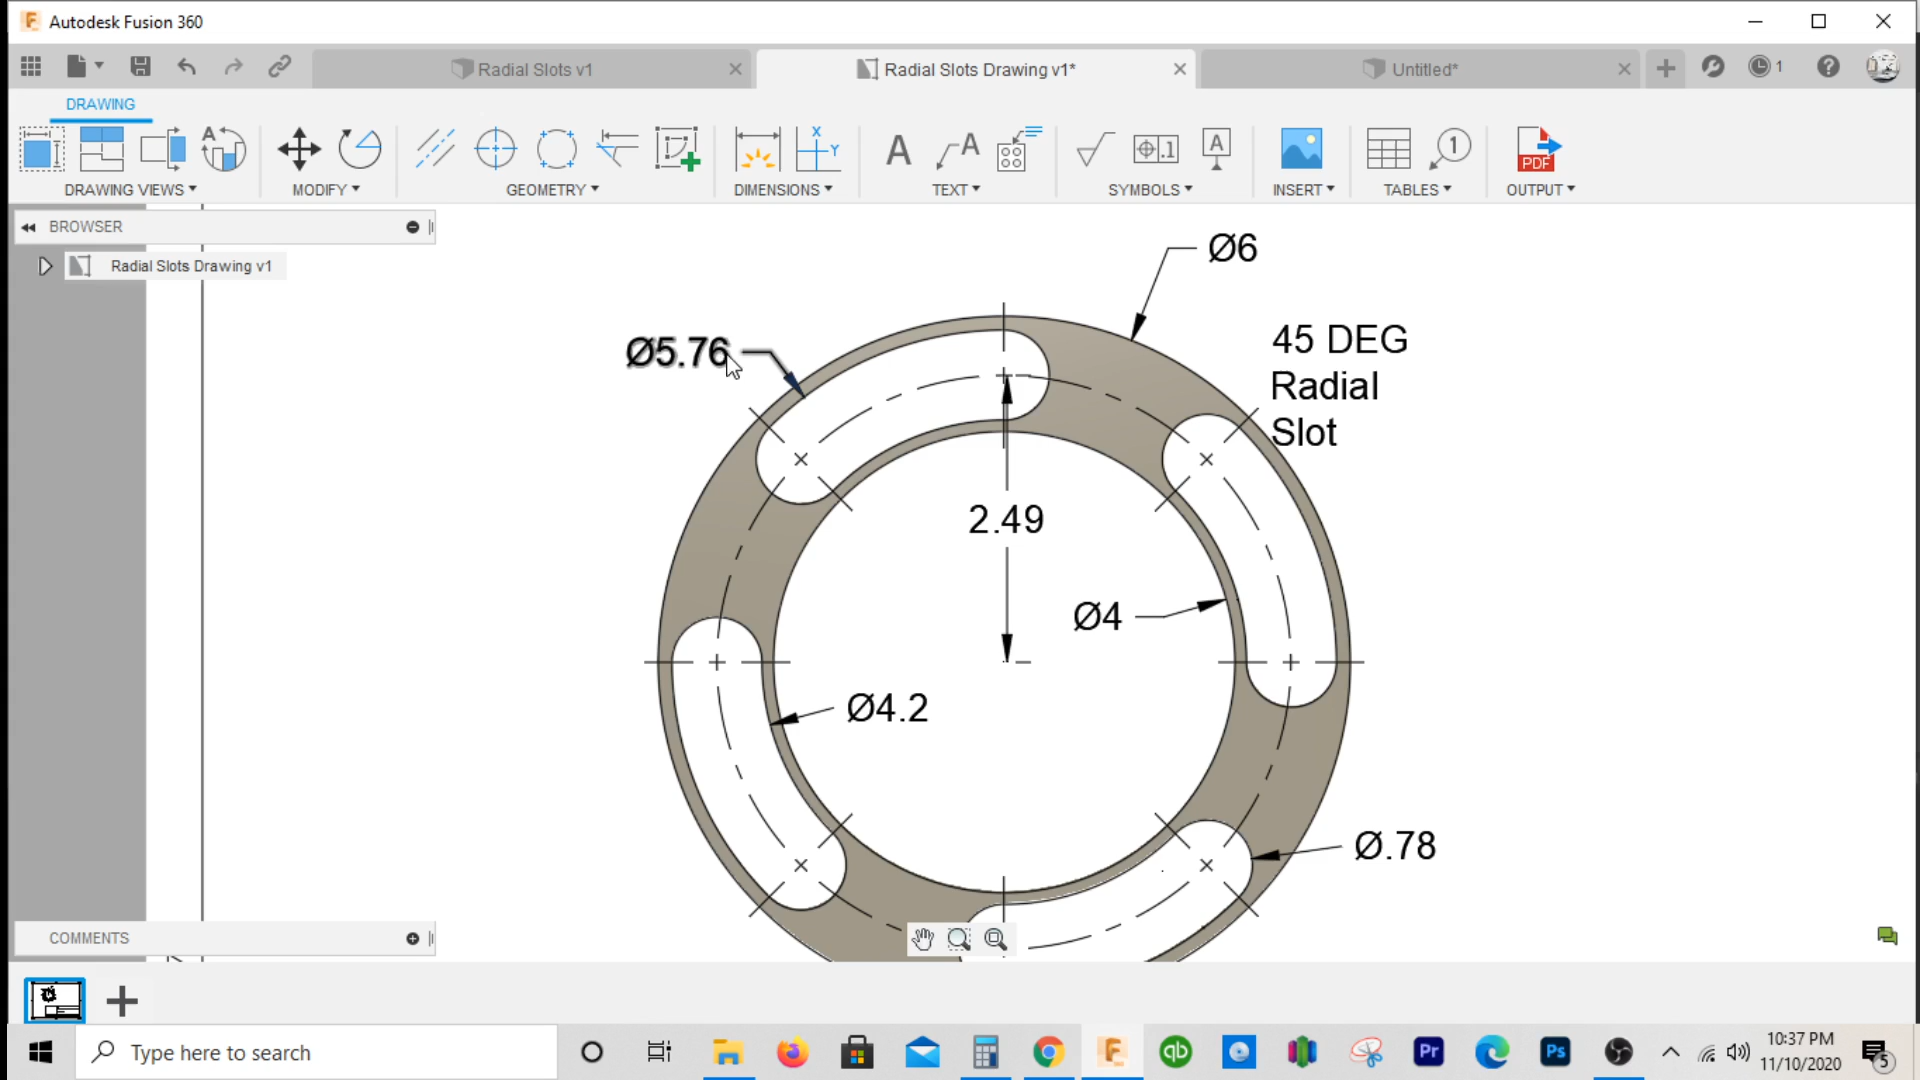 Autodesk Fusion 360
Radial Slots v1
Radial Slots Drawing v1*
Untitled*
1
DRAWING
DRAWING VIEWS
MODIFY
GEOMETRY
DIMENSIONS
TEXT
SYMBOLS
INSERT
TABLES
OUTPUT
BROWSER
Radial Slots Drawing v1
Ø6
Ø5.76
45 DEG
Radial
Slot
2.49
Ø4
Ø4.2
Ø.78
COMMENTS
Type here to search
10:37 PM
11/10/2020
5